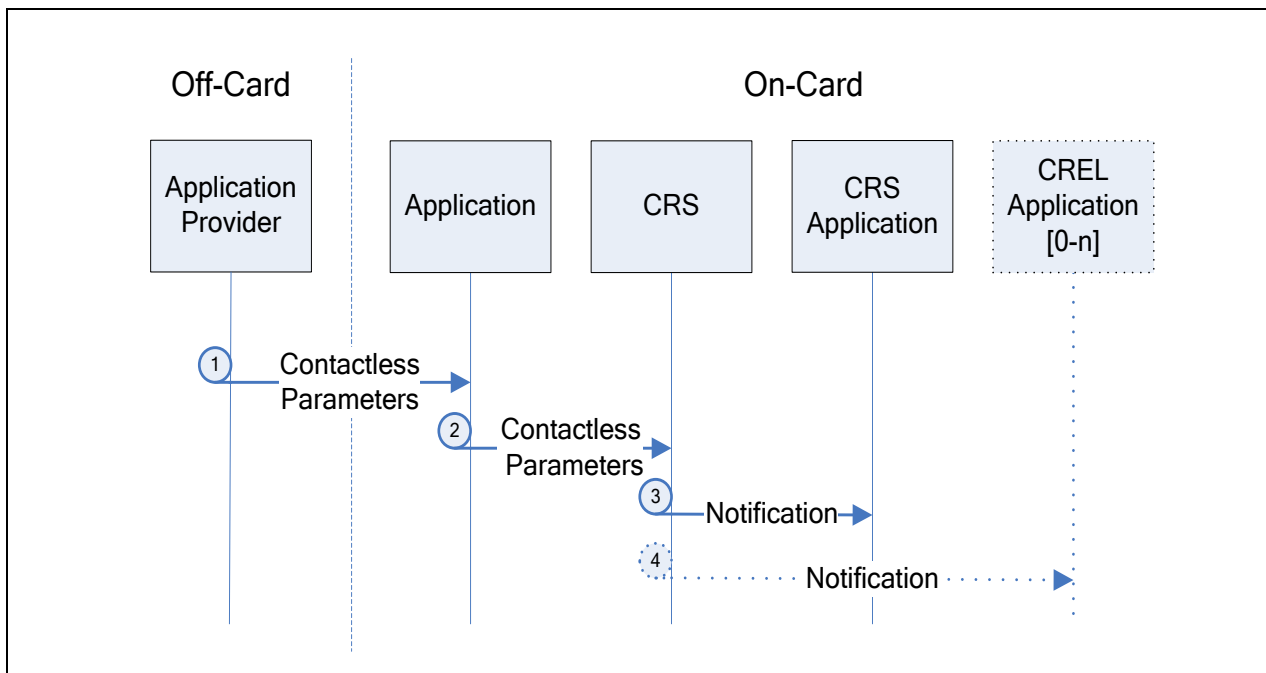 Off-Card
On-Card
Application
Provider
Application
CRS
CRS
Application
CREL
Application
[0-n]
1
Contactless
Parameters
2
Contactless
Parameters
3
Notification
4
Notification